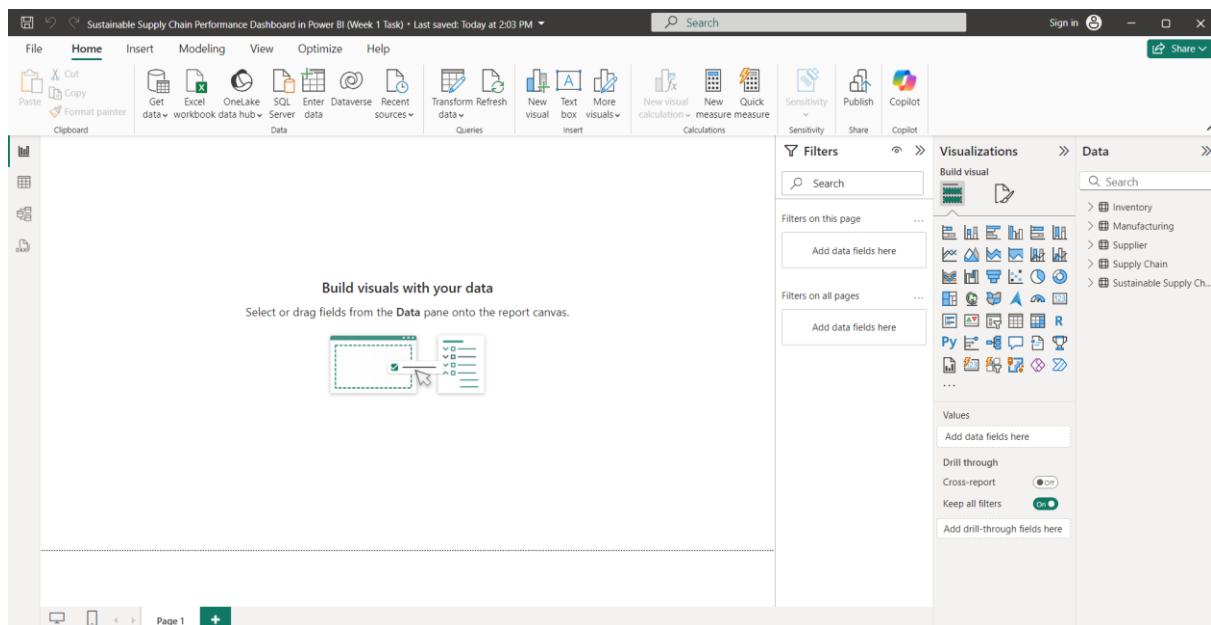 Sustainable Supply Chain Performance Dashboard in Power BI (Week 1 Task) • Last saved: Today at 2:03 PM
Search
Sign in
File Home Insert Modeling View Optimize Help
Share
Paste
Cut
Copy
Format painter
Clipboard
Get data
Excel workbook
OneLake data hub
SQL Server
Enter data
Dataverse
Recent sources
Data
Transform data
Refresh
Queries
New visual
Text box
More visuals
Insert
New visual calculation
New measure
Quick measure
Calculations
Sensitivity
Sensitivity
Publish
Share
Copilot
Copilot
Build visuals with your data
Select or drag fields from the Data pane onto the report canvas.
Filters
Search
Filters on this page ...
Add data fields here
Filters on all pages ...
Add data fields here
Visualizations
Build visual
R
Py
...
Values
Add data fields here
Drill through
Cross-report Off
Keep all filters On
Add drill-through fields here
Data
Search
Inventory
Manufacturing
Supplier
Supply Chain
Sustainable Supply Ch...
Page 1